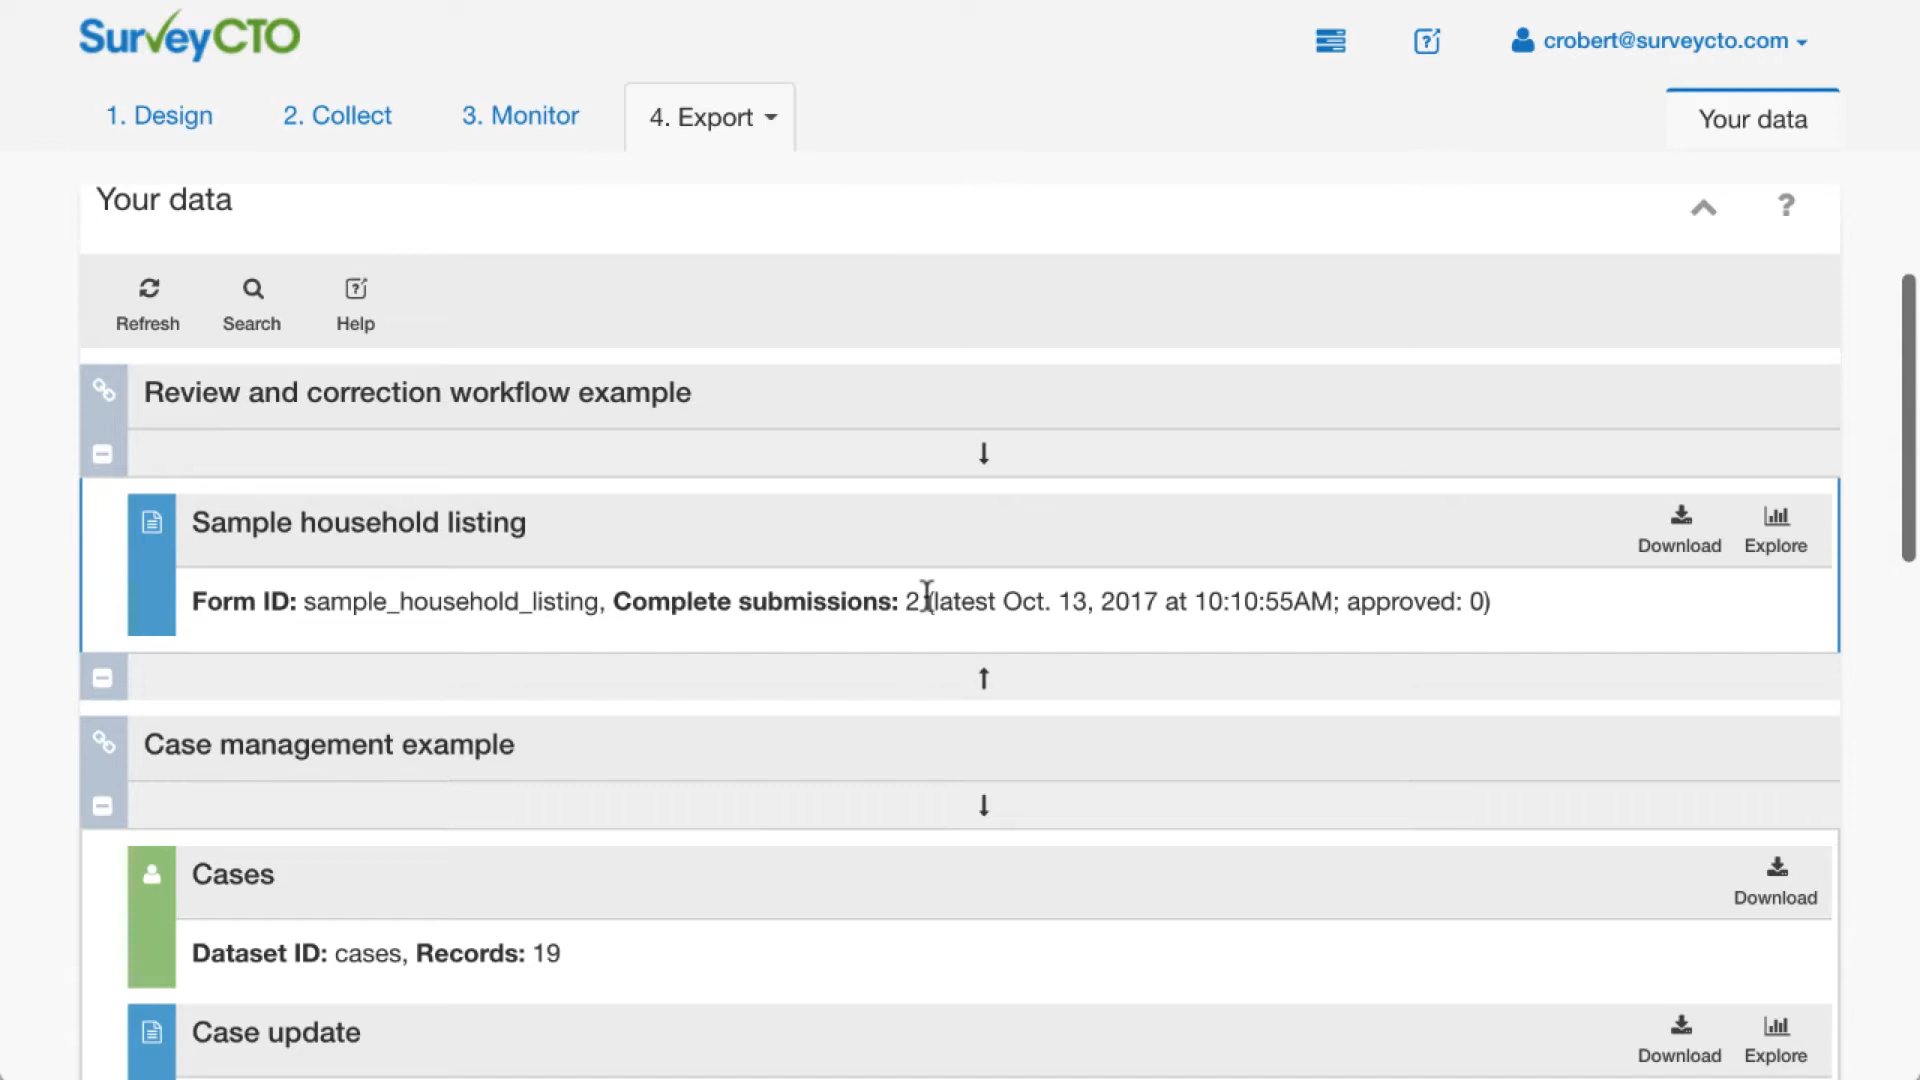 SurveyCTO
crobert@surveycto.com
1. Design
2. Collect
3. Monitor
4. Export
Your data
Your data
?
Refresh
Search
Help
Review and correction workflow example
Sample household listing
Download
Explore
Form ID: sample_household_listing, Complete submissions: 2 (latest Oct. 13, 2017 at 10:10:55AM; approved: 0)
Case management example
Cases
Download
Dataset ID: cases, Records: 19
Case update
Download
Explore